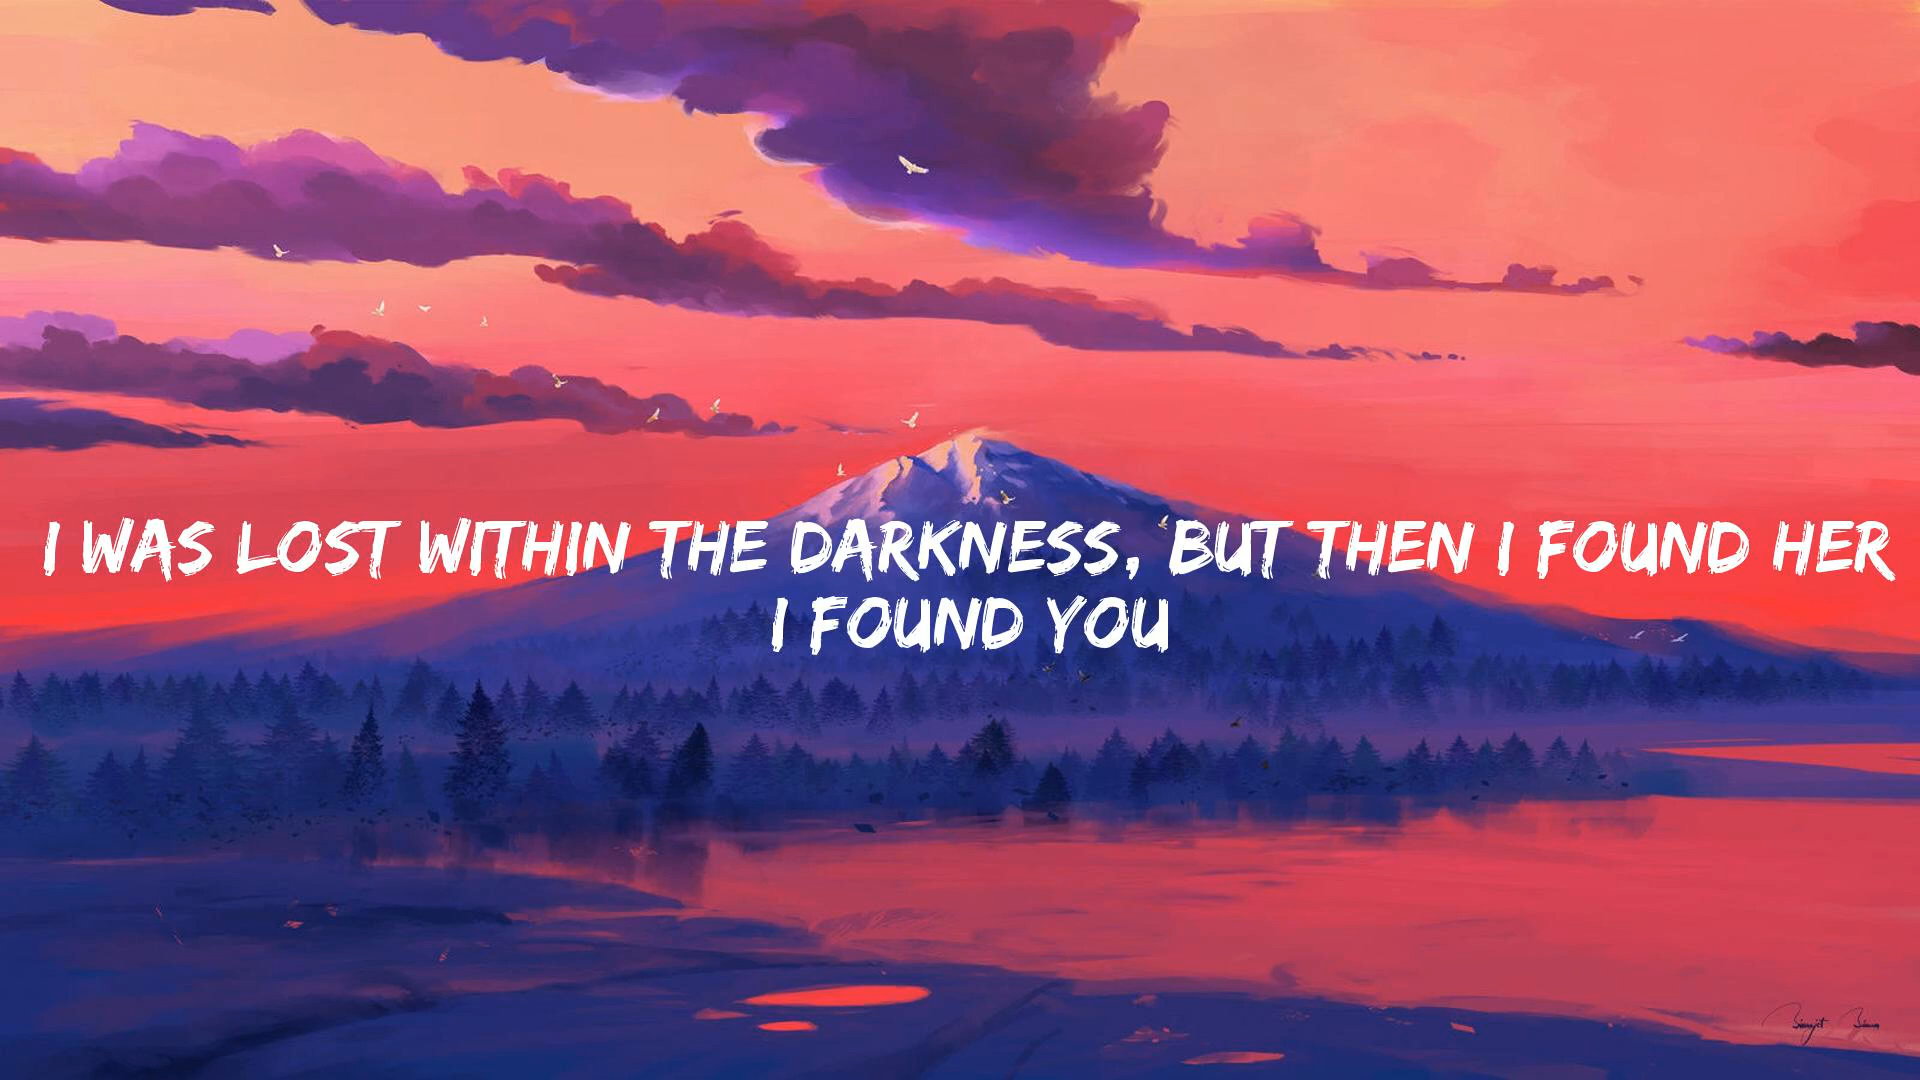 I WAS LOST WITHIN THE DARKNESS, BUT THEN I FOUND HER
I FOUND YOU